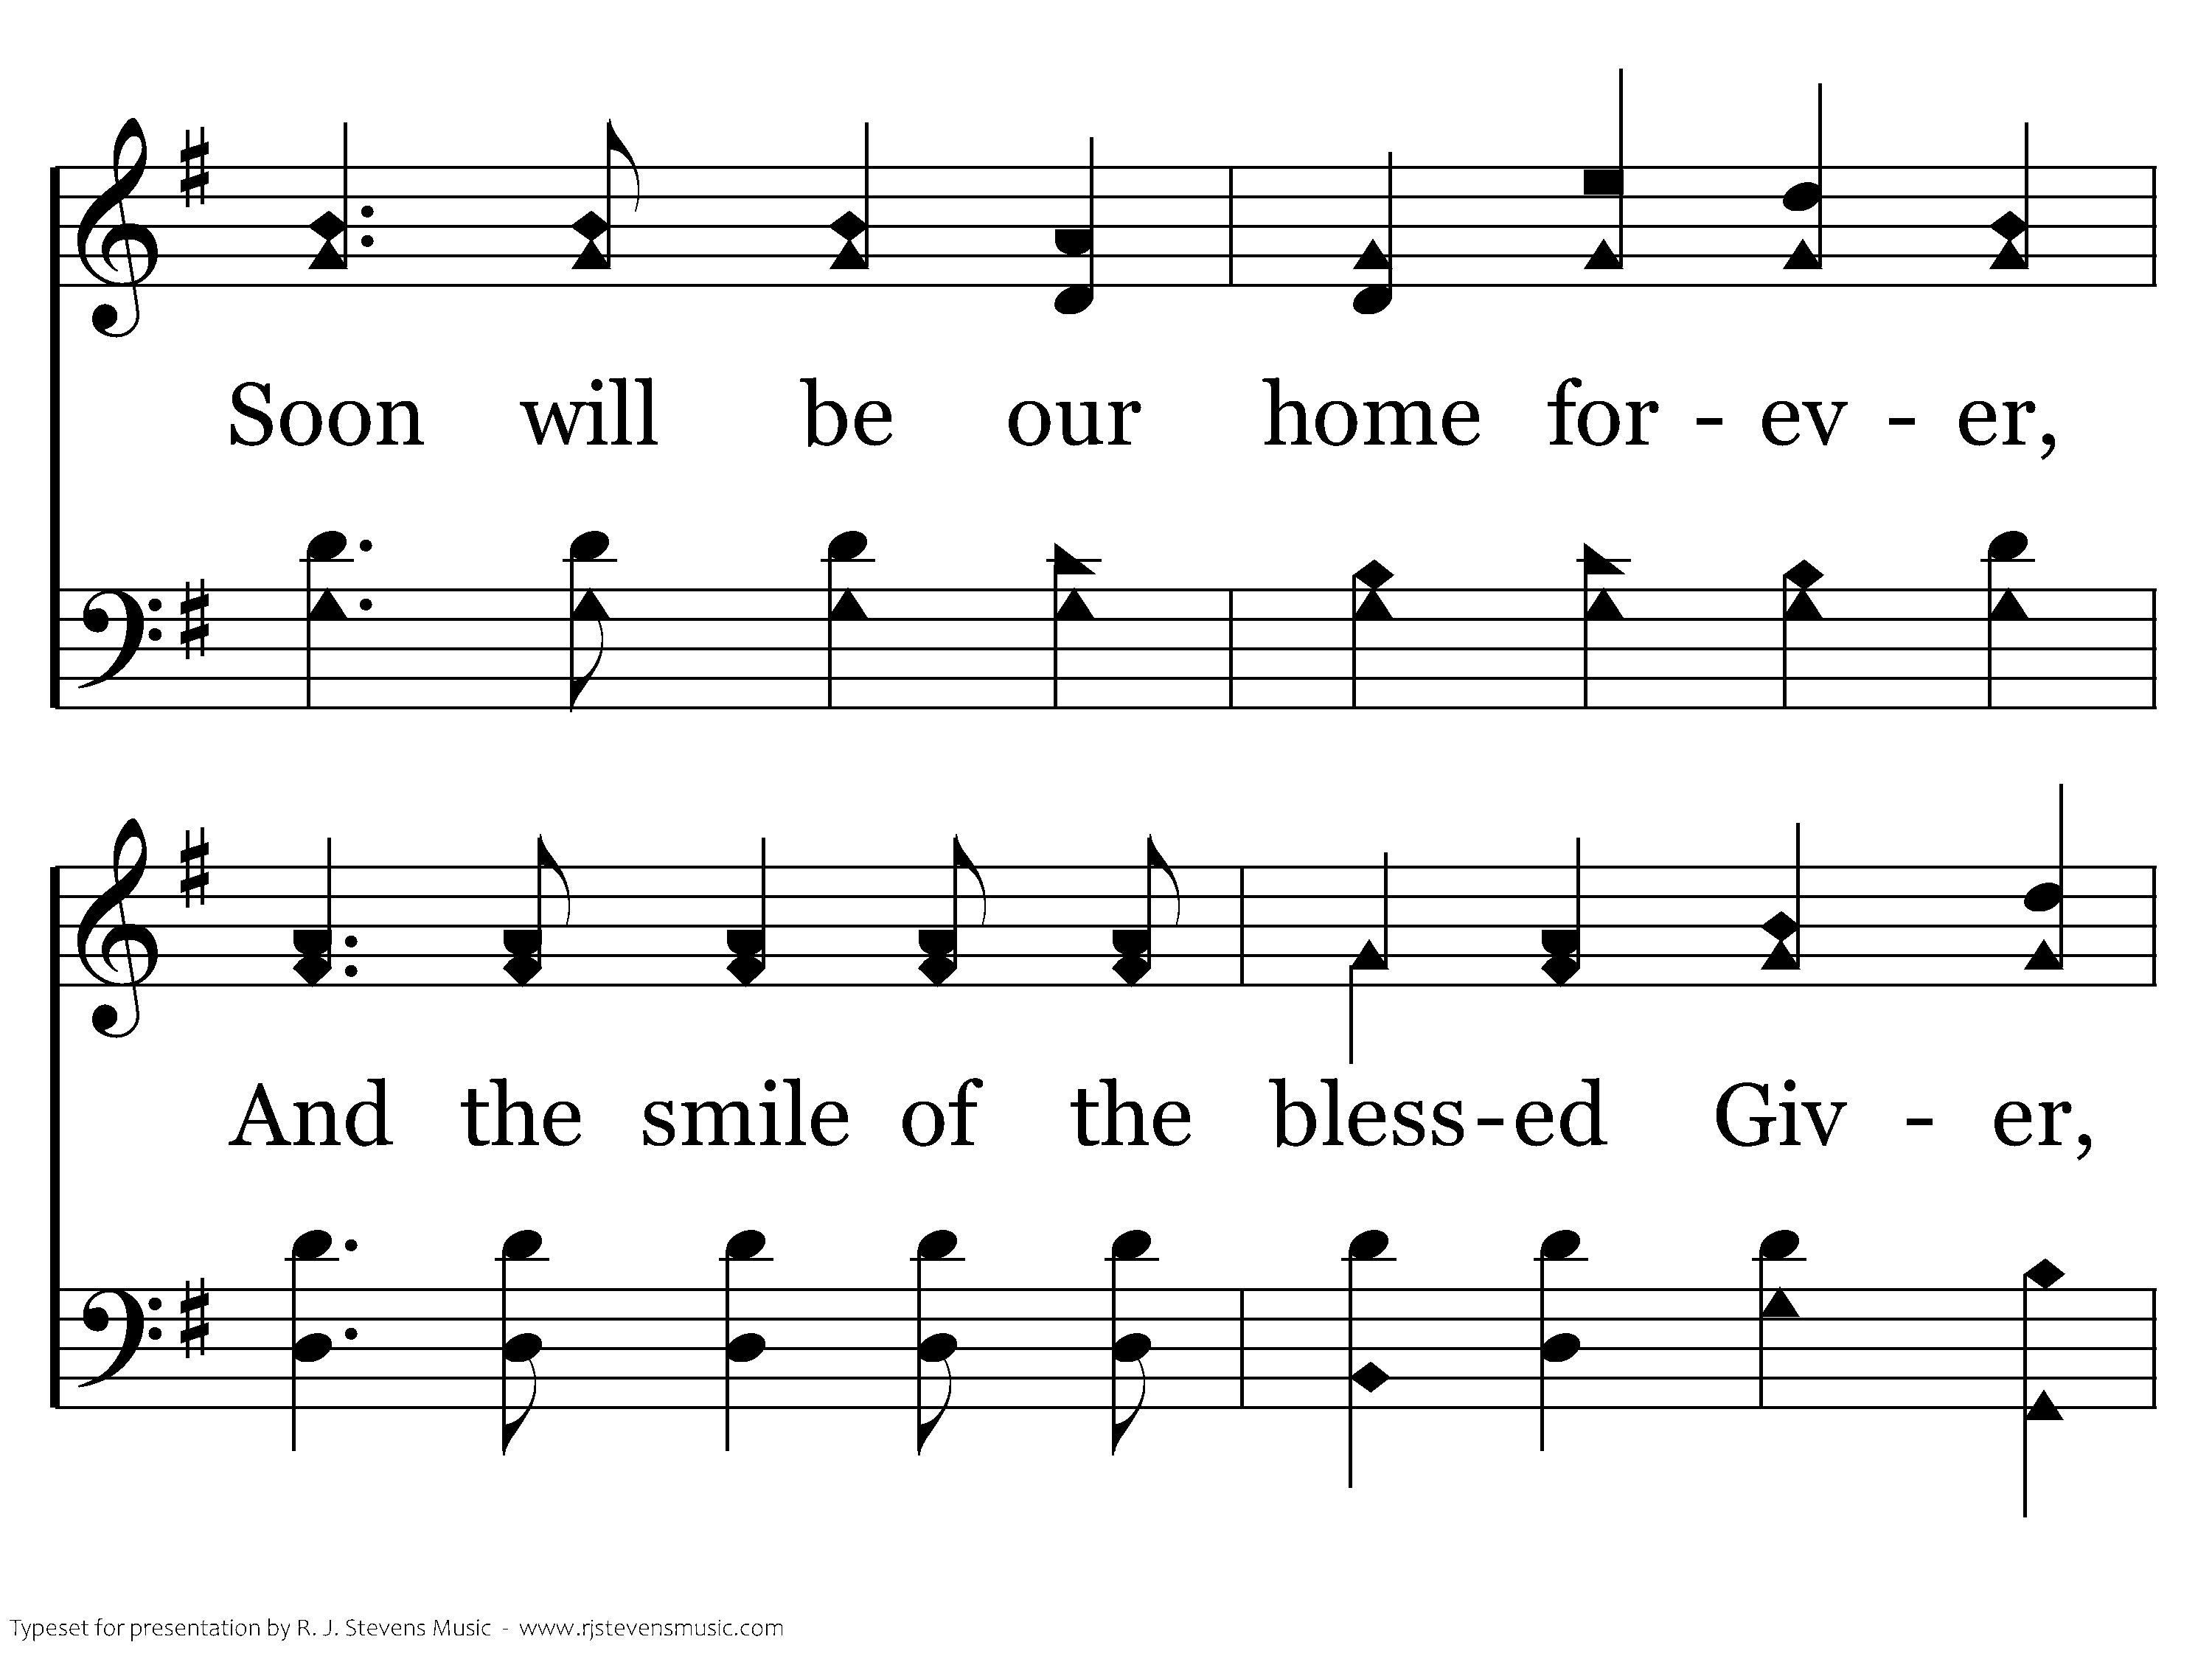 Soon will be our home for - ev - er,
And the smile of the bless - ed Giv - er,
Typeset for presentation by R. J. Stevens Music - www.rjstevensmusic.com